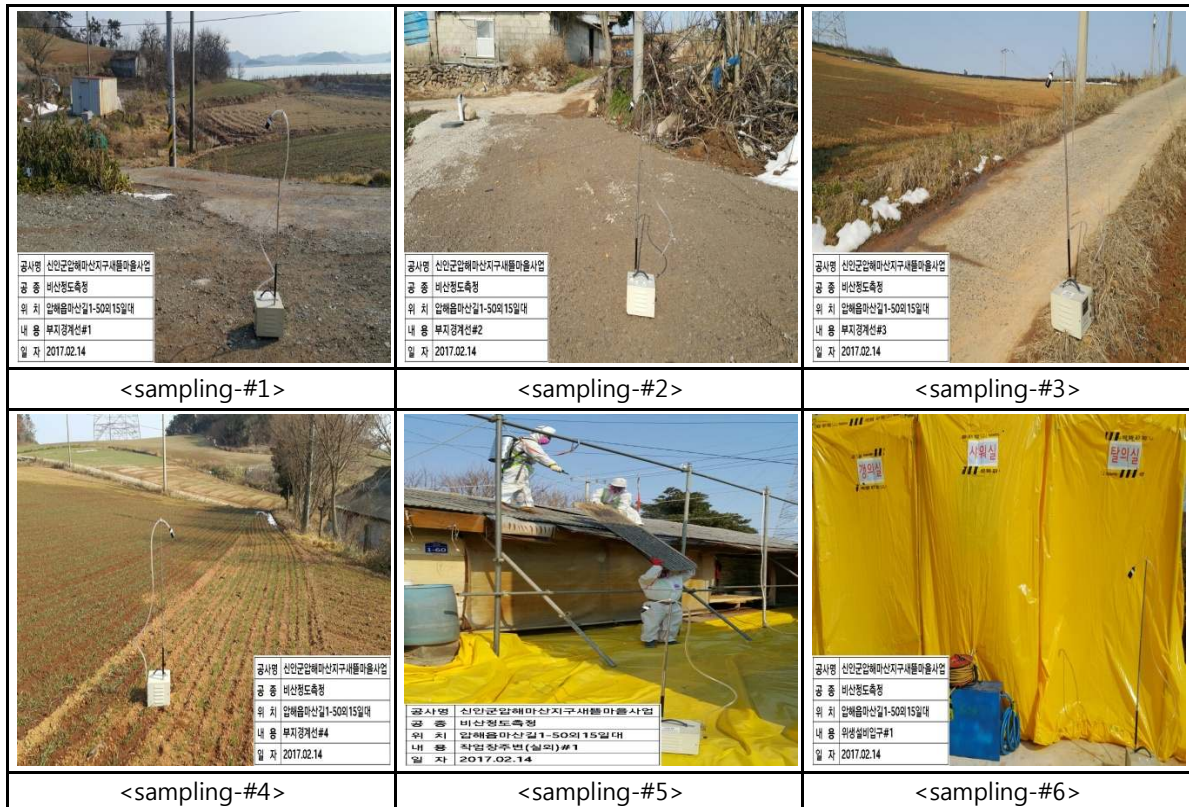 공사명 신안군압해마산지구새뜰마을사업
공 종 비산정도측정
위 치 압해읍마산길1-50외15일대
내 용 부지경계선#1
일 자 2017.02.14
공사명 신안군압해마산지구새뜰마을사업
공 종 비산정도측정
위 치 압해읍마산길1-50외15일대
내 용 부지경계선#2
일 자 2017.02.14
공사명 신안군압해마산지구새뜰마을사업
공 종 비산정도측정
위 치 압해읍마산길1-50외15일대
내 용 부지경계선#3
일 자 2017.02.14
<sampling-#1>
<sampling-#2>
<sampling-#3>
공사명 신안군압해마산지구새뜰마을사업
공 종 비산정도측정
위 치 압해읍마산길1-50외15일대
내 용 부지경계선#4
일 자 2017.02.14
1-60
공사명 신안군압해마산지구새뜰마을사업
공 종 비산정도측정
위 치 압해읍마산길1-50외15일대
내 용 작업장주변(실외)#1
일 자 2017.02.14
갱의실
샤워실
탈의실
공사명 신안군압해마산지구새뜰마을사업
공 종 비산정도측정
위 치 압해읍마산길1-50외15일대
내 용 위생설비입구#1
일 자 2017.02.14
<sampling-#4>
<sampling-#5>
<sampling-#6>